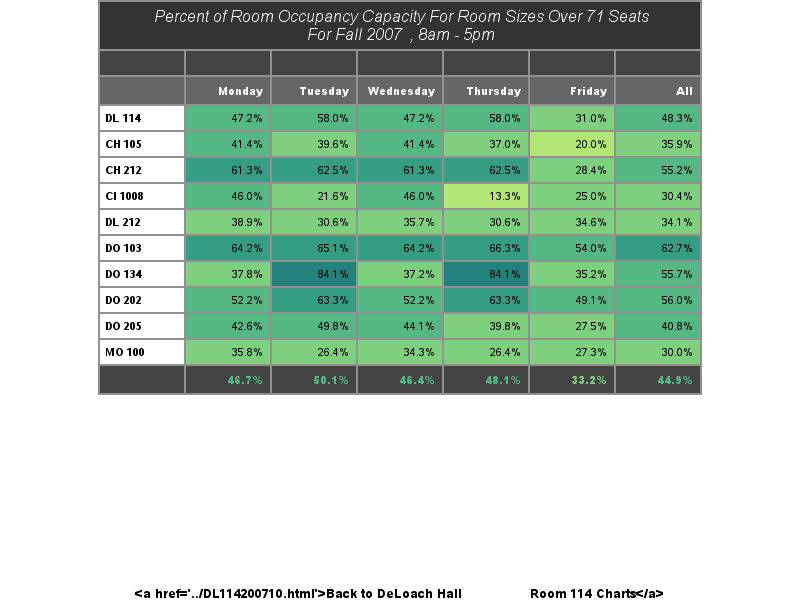 Percent of Room Occupancy Capacity For Room Sizes Over 71 Seats
For Fall 2007 , 8am - 5pm
Monday Tuesday Wednesday Thursday Friday All
DL 114 47.2% 58.0% 47.2% 58.0% 31.0% 48.3%
CH 105 41.4% 39.6% 41.4% 37.0% 20.0% 35.9%
CH 212 61.3% 62.5% 61.3% 62.5% 28.4% 55.2%
CI 1008 46.0% 21.6% 46.0% 13.3% 25.0% 30.4%
DL 212 38.9% 30.6% 35.7% 30.6% 34.6% 34.1%
DO 103 64.2% 65.1% 64.2% 66.3% 54.0% 62.7%
DO 134 37.8% 84.1% 37.2% 84.1% 35.2% 55.7%
DO 202 52.2% 63.3% 52.2% 63.3% 49.1% 56.0%
DO 205 42.6% 49.8% 44.1% 39.8% 27.5% 40.8%
MO 100 35.8% 26.4% 34.3% 26.4% 27.3% 30.0%
46.7% 50.1% 46.4% 48.1% 33.2% 44.9%
<a href='../DL114200710.html'>Back to DeLoach Hall Room 114 Charts</a>